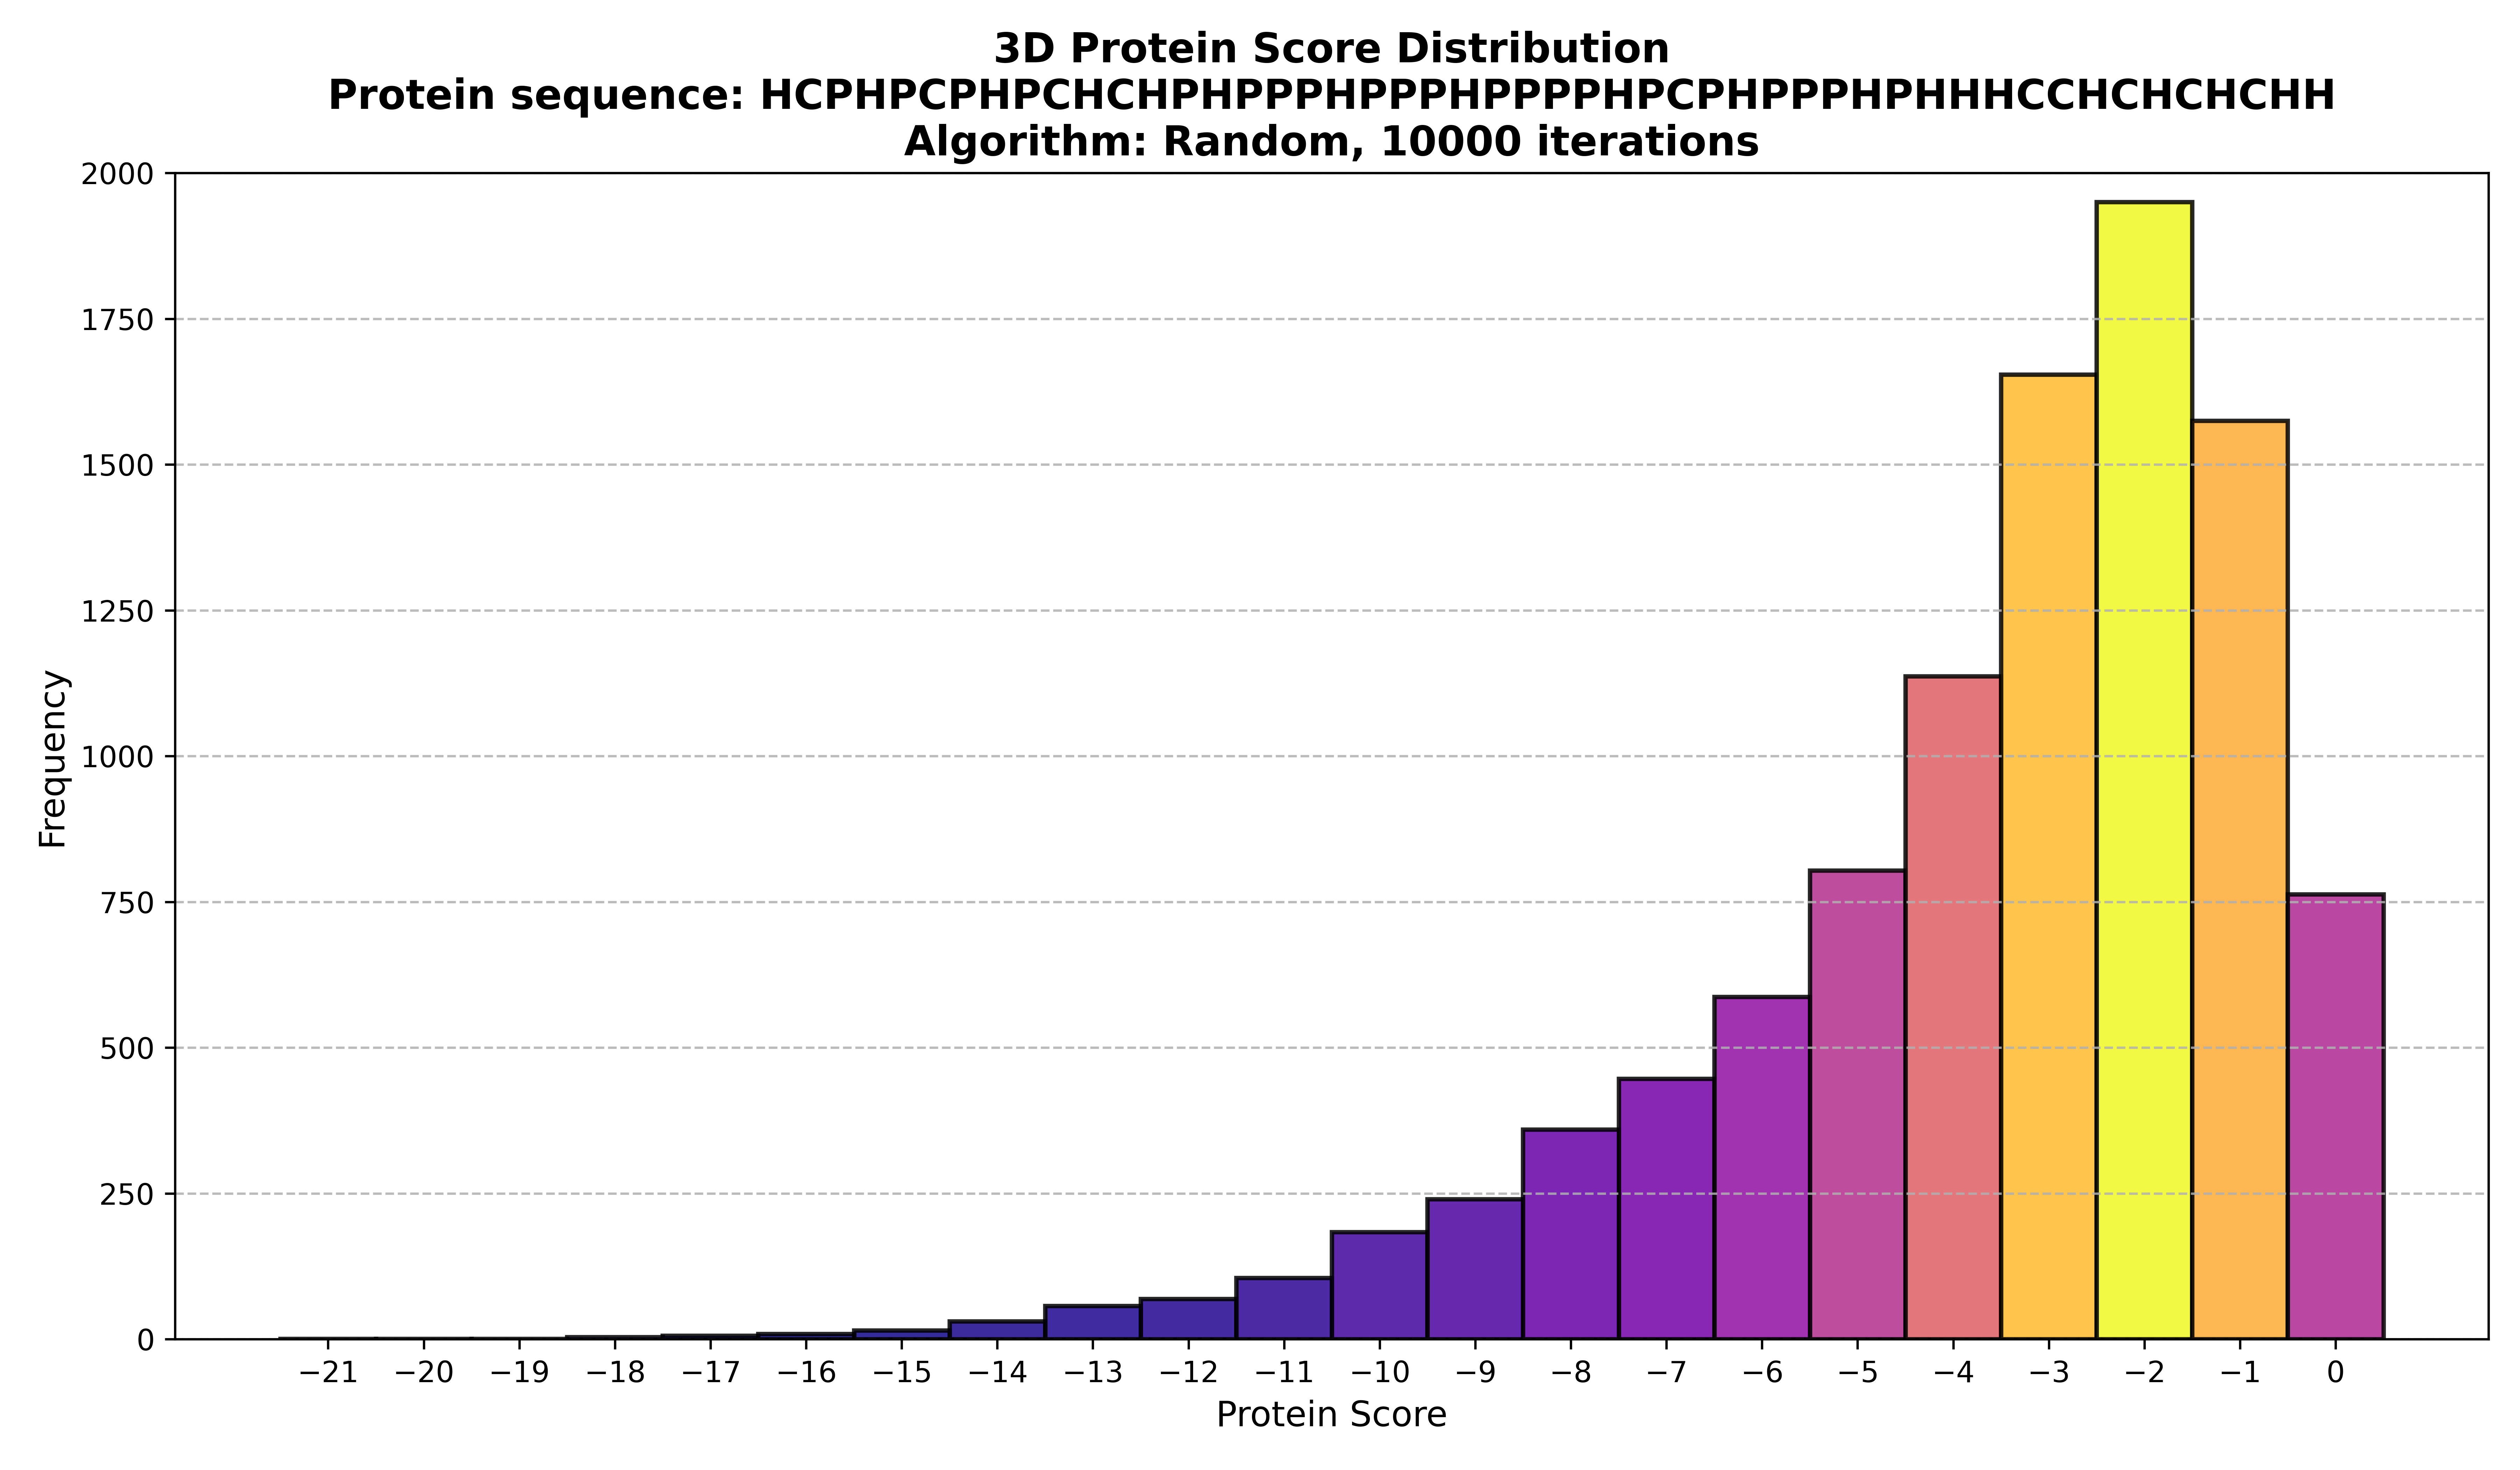 3D Protein Score Distribution
Protein sequence: HCPHPCPHPCHCHPHPPPHPPPHPPPPHPCPHPPPHPHHHCCHCHCHCHH
Algorithm: Random, 10000 iterations
2000
1750
1500
1250
1000
750
500
250
0
Frequency
−21 −20 −19 −18 −17 −16 −15 −14 −13 −12 −11 −10 −9 −8 −7 −6 −5 −4 −3 −2 −1 0
Protein Score